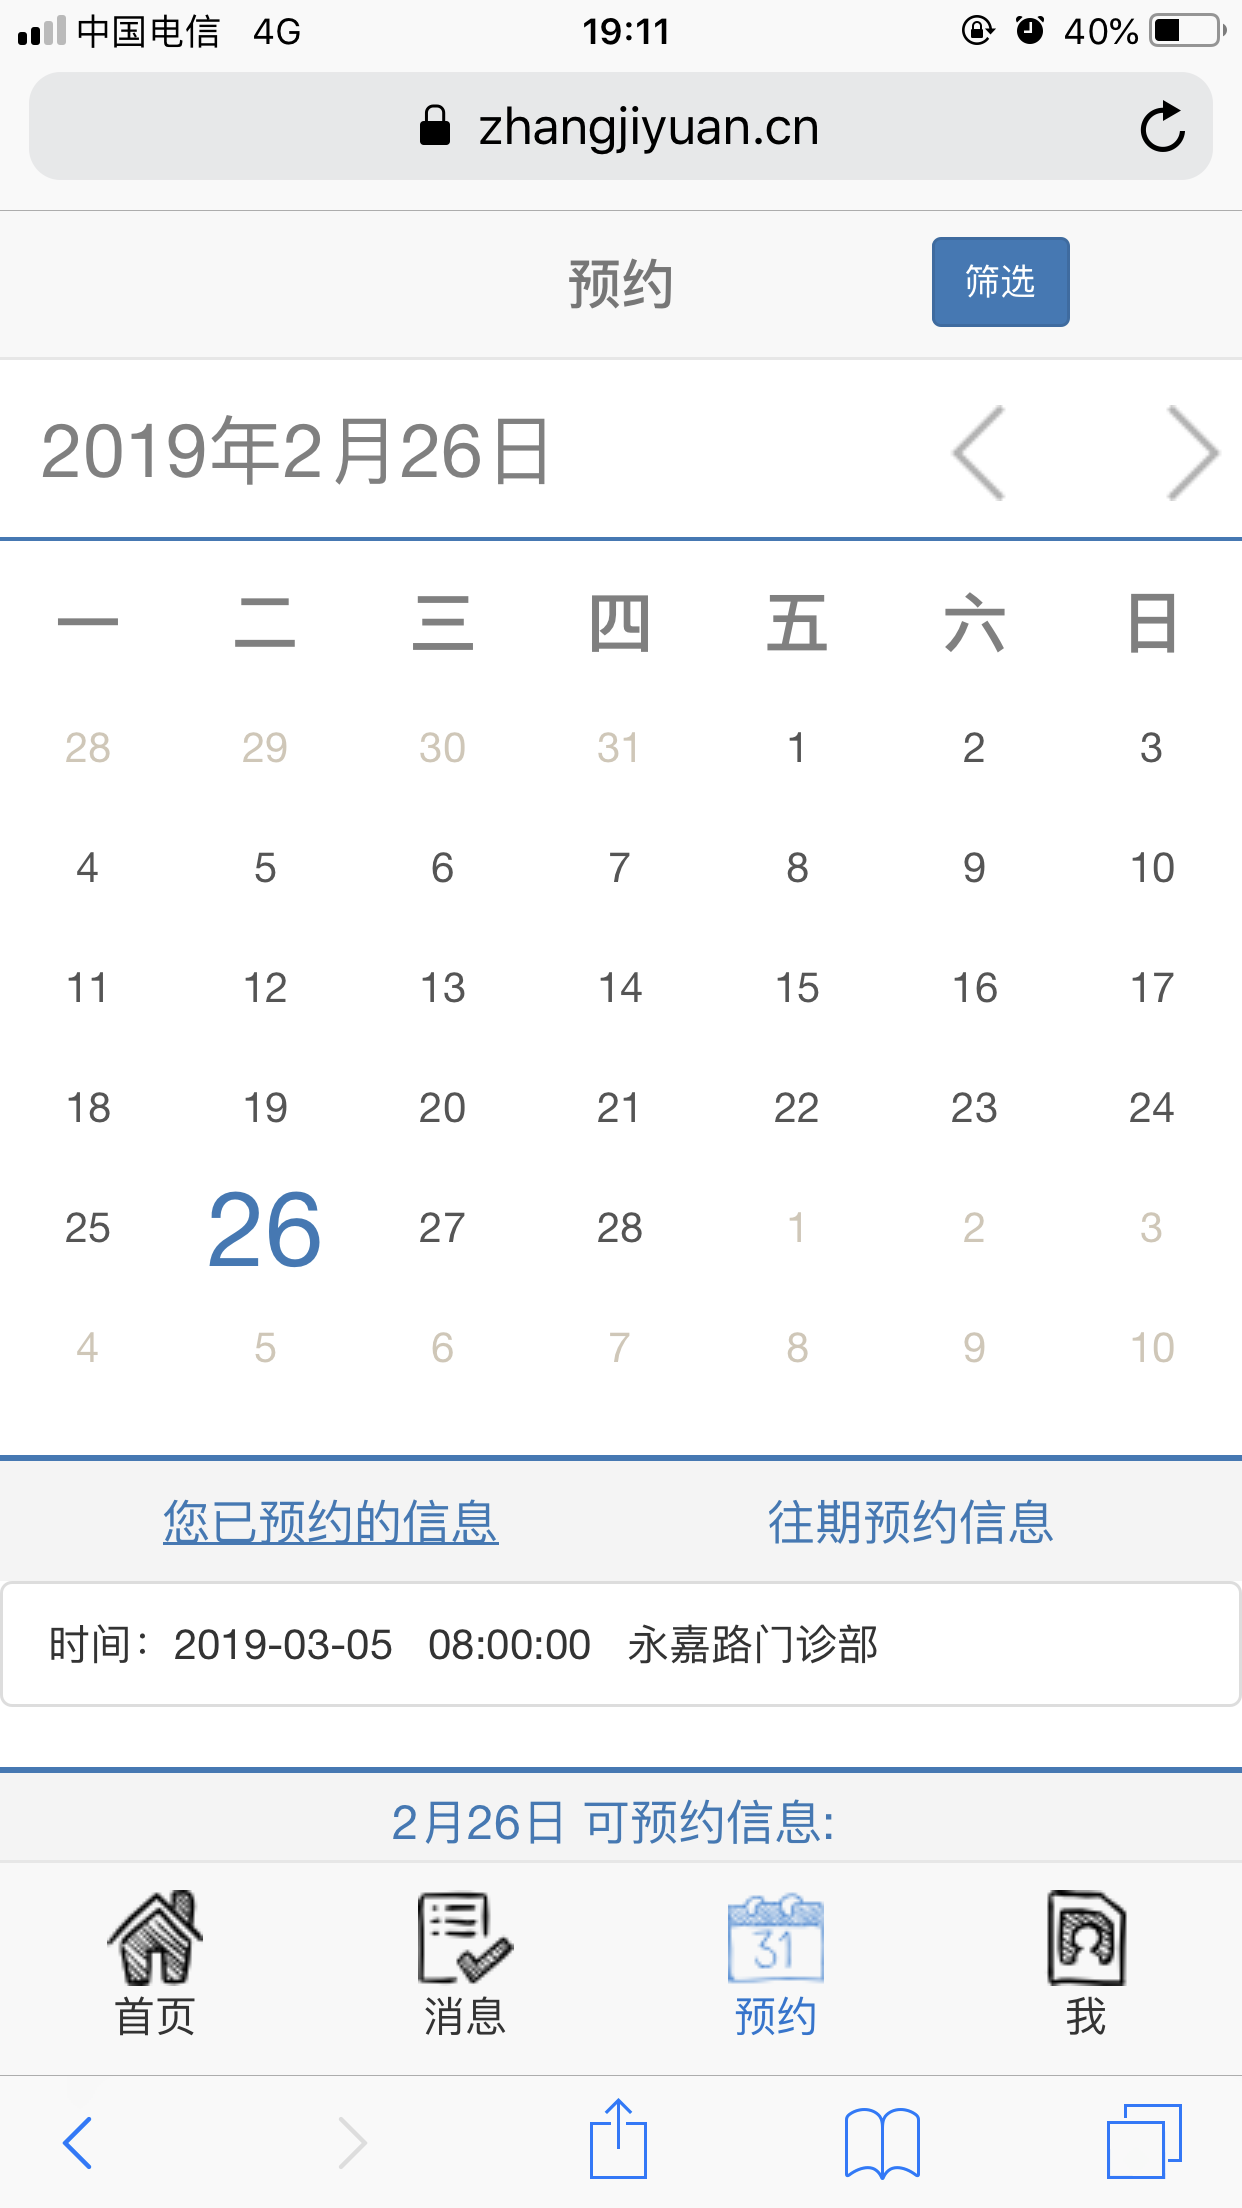 中国电信 4G 19:11 40%
zhangjiyuan.cn
预约 筛选
2019年2月26日
一 二 三 四 五 六 日
28 29 30 31 1 2 3
4 5 6 7 8 9 10
11 12 13 14 15 16 17
18 19 20 21 22 23 24
25 26 27 28 1 2 3
4 5 6 7 8 9 10
您已预约的信息 往期预约信息
时间：2019-03-05 08:00:00 永嘉路门诊部
2月26日 可预约信息:
31
首页 消息 预约 我